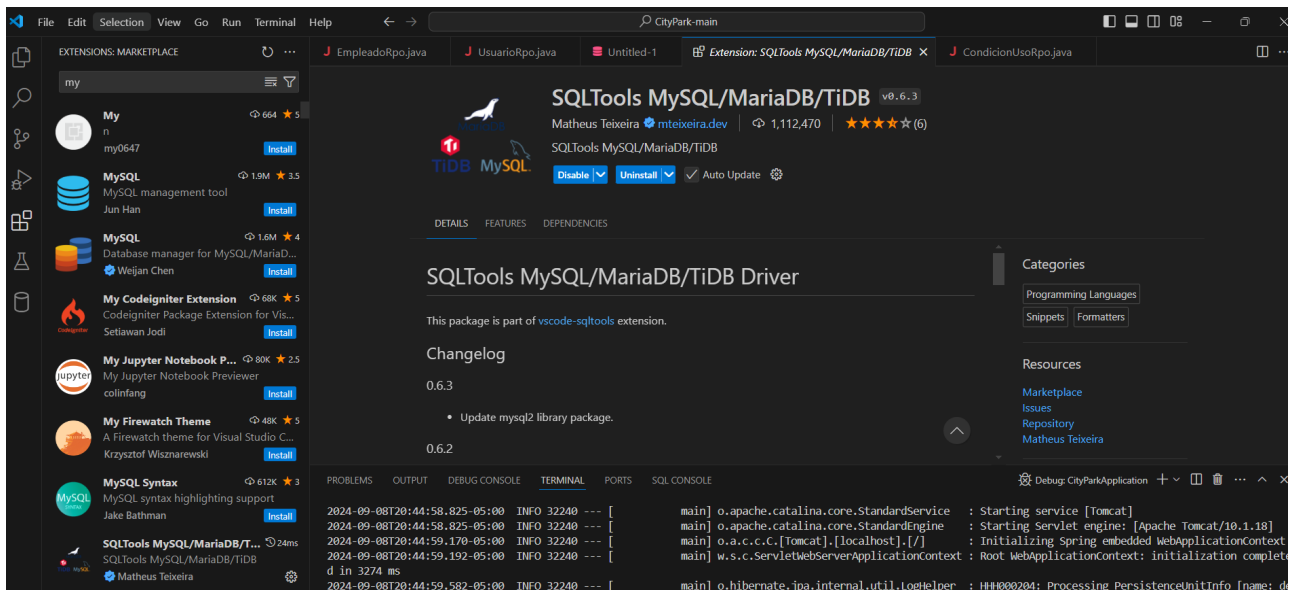 File Edit Selection View Go Run Terminal Help
CityPark-main
EXTENSIONS: MARKETPLACE
my
My 664 5
n
my0647 Install
MySQL 1.9M 3.5
MySQL management tool
Jun Han Install
MySQL 1.6M 4
Database manager for MySQL/MariaD...
Weijan Chen Install
My Codeigniter Extension 68K 5
Codeigniter Package Extension for Vis...
Setiawan Jodi Install
My Jupyter Notebook P... 80K 2.5
My Jupyter Notebook Previewer
colinfang Install
My Firewatch Theme 48K 5
A Firewatch theme for Visual Studio C...
Krzysztof Wisznarewski Install
MySQL Syntax 612K 3
MySQL syntax highlighting support
Jake Bathman Install
SQLTools MySQL/MariaDB/T... 24ms
SQLTools MySQL/MariaDB/TiDB
Matheus Teixeira
J EmpleadoRpo.java J UsuarioRpo.java Untitled-1 Extension: SQLTools MySQL/MariaDB/TiDB J CondicionUsoRpo.java
TiDB MySQL
SQLTools MySQL/MariaDB/TiDB v0.6.3
Matheus Teixeira mteixeira.dev 1,112,470 (6)
SQLTools MySQL/MariaDB/TiDB
Disable Uninstall Auto Update
DETAILS FEATURES DEPENDENCIES
SQLTools MySQL/MariaDB/TiDB Driver
This package is part of vscode-sqltools extension.
Changelog
0.6.3
• Update mysql2 library package.
0.6.2
Categories
Programming Languages
Snippets Formatters
Resources
Marketplace
Issues
Repository
Matheus Teixeira
PROBLEMS OUTPUT DEBUG CONSOLE TERMINAL PORTS SQL CONSOLE Debug: CityParkApplication
2024-09-08T20:44:58.825-05:00 INFO 32240 --- [ main] o.apache.catalina.core.StandardService : Starting service [Tomcat]
2024-09-08T20:44:58.825-05:00 INFO 32240 --- [ main] o.apache.catalina.core.StandardEngine : Starting Servlet engine: [Apache Tomcat/10.1.18]
2024-09-08T20:44:59.170-05:00 INFO 32240 --- [ main] o.a.c.c.C.[Tomcat].[localhost].[/] : Initializing Spring embedded WebApplicationContext
2024-09-08T20:44:59.192-05:00 INFO 32240 --- [ main] w.s.c.ServletWebServerApplicationContext : Root WebApplicationContext: initialization complete
d in 3274 ms
2024-09-08T20:44:59.582-05:00 INFO 32240 --- [ main] o.hibernate.jpa.internal.util.LogHelper : HHH000204: Processing PersistenceUnitInfo [name: de